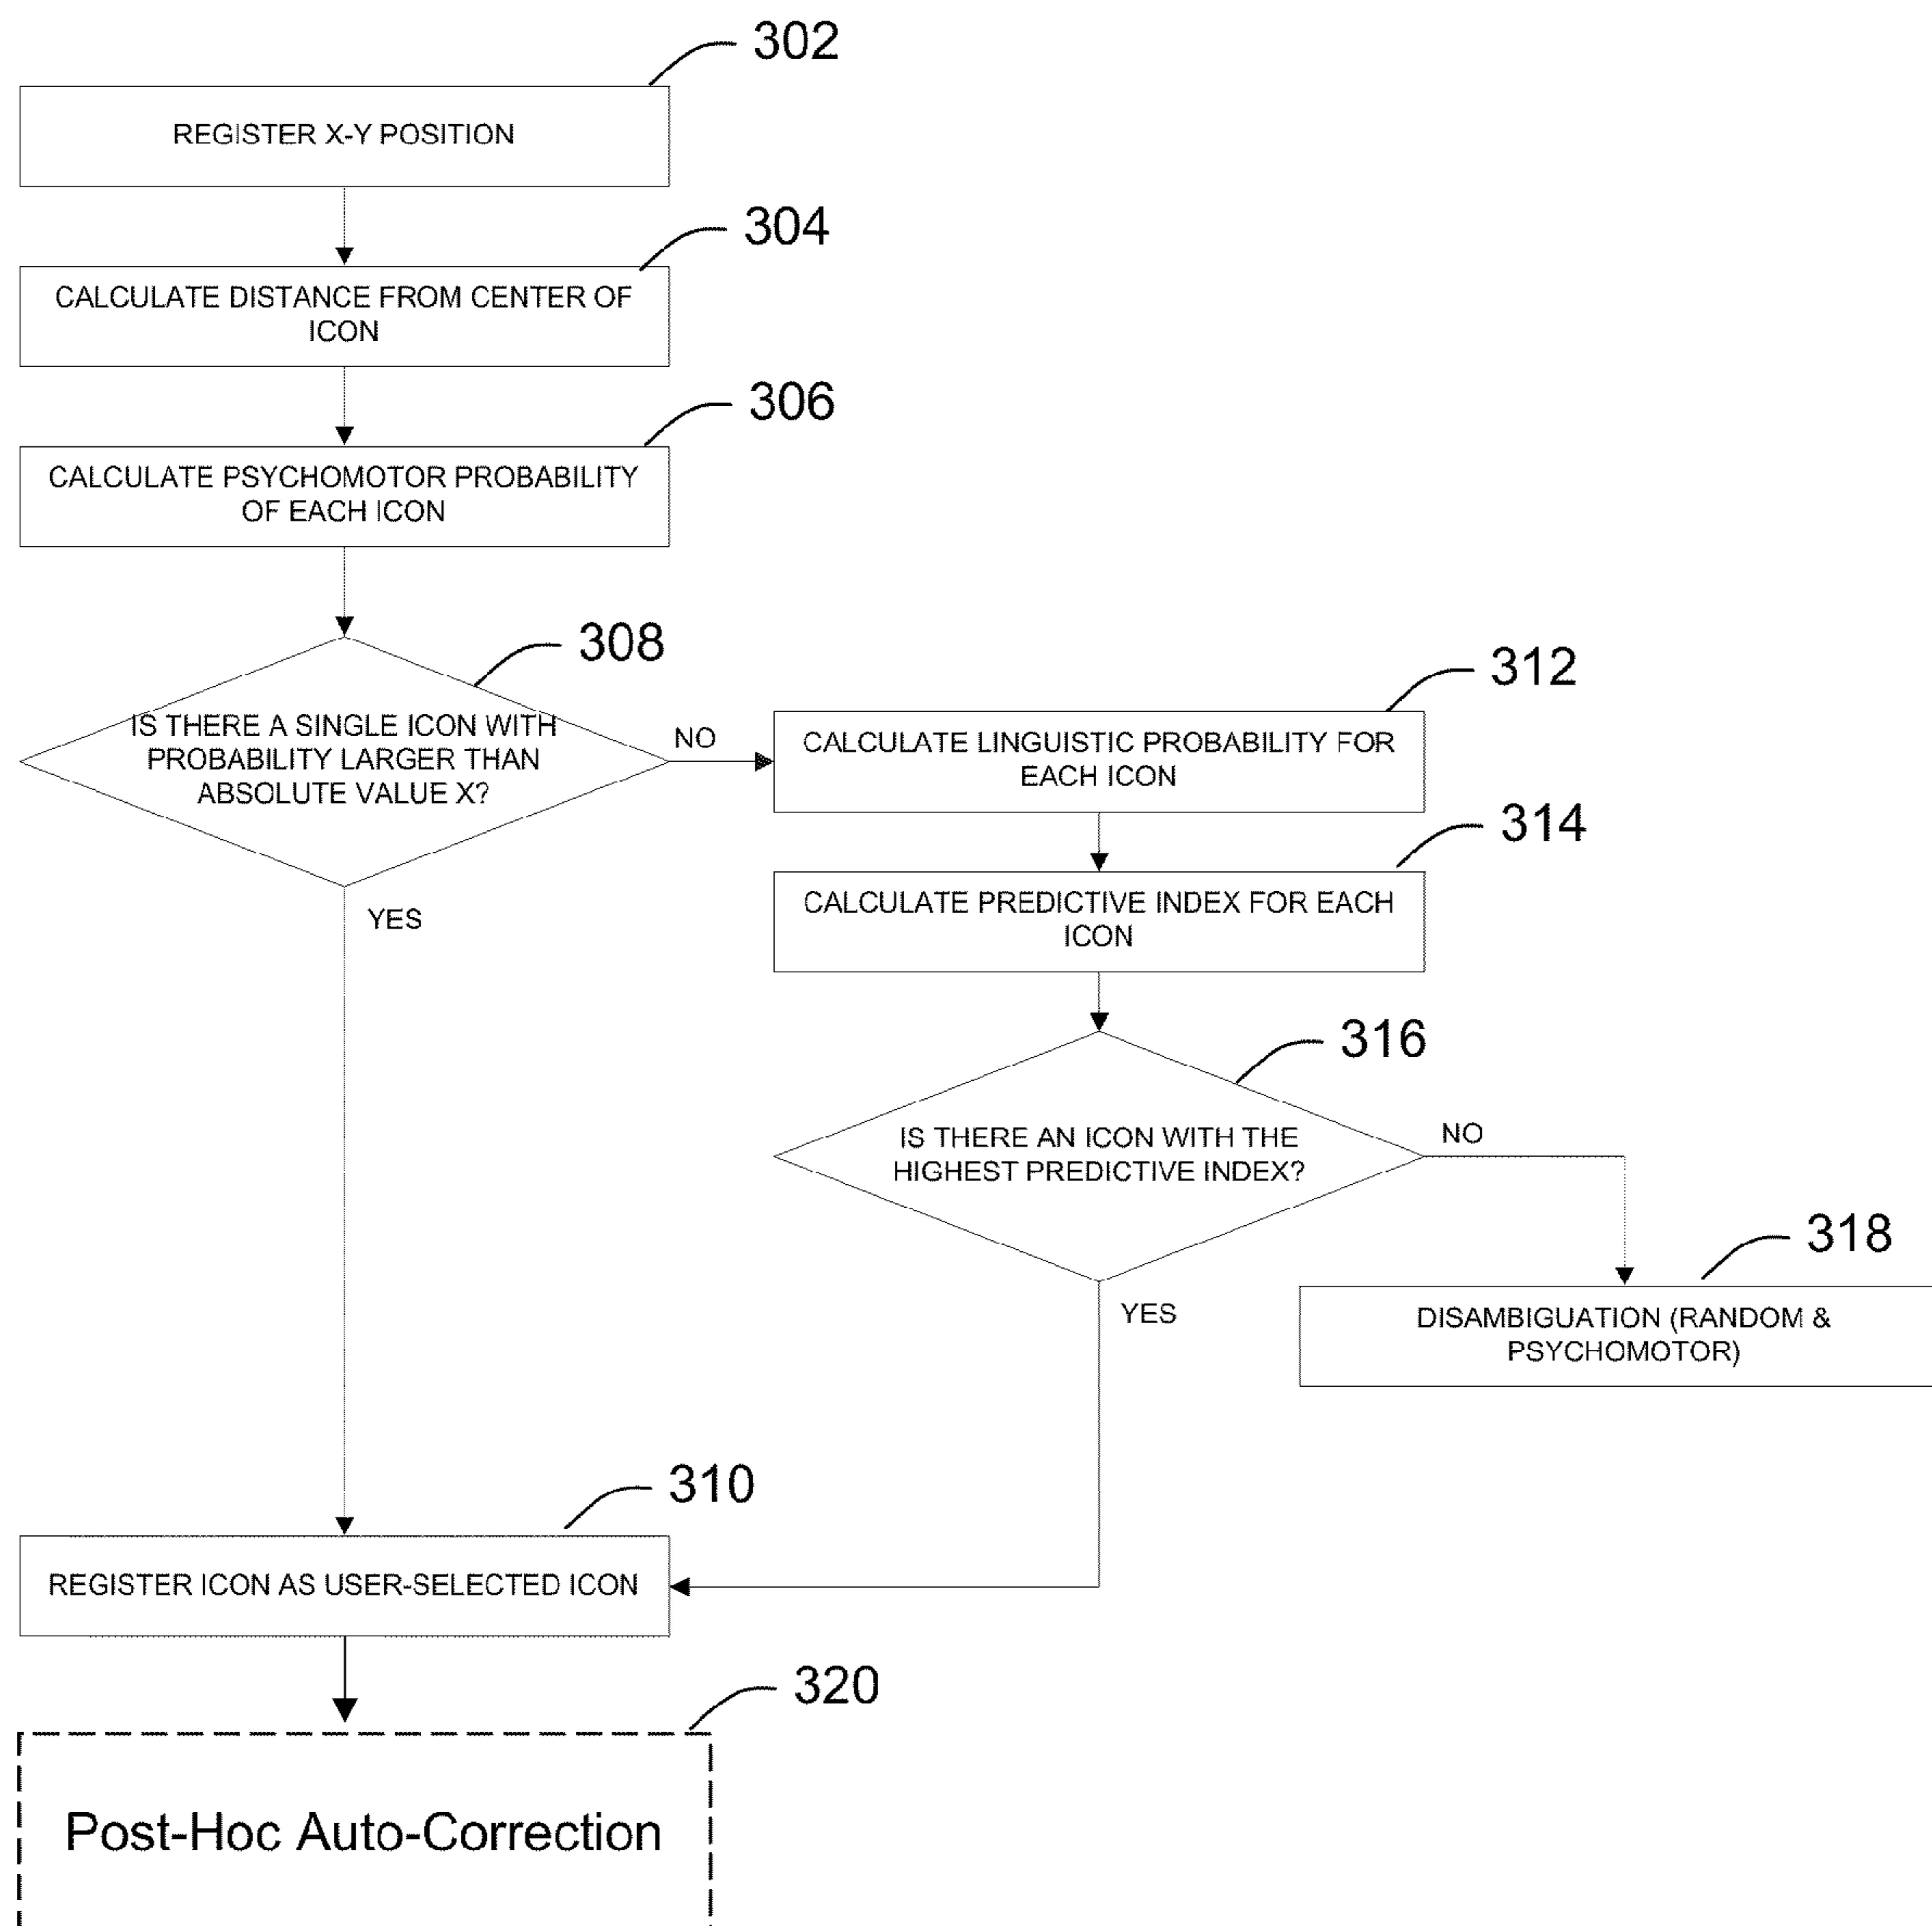 302
REGISTER X-Y POSITION
304
CALCULATE DISTANCE FROM CENTER OF
ICON
306
CALCULATE PSYCHOMOTOR PROBABILITY
OF EACH ICON
308
IS THERE A SINGLE ICON WITH
PROBABILITY LARGER THAN
ABSOLUTE VALUE X?
NO
YES
312
CALCULATE LINGUISTIC PROBABILITY FOR
EACH ICON
314
CALCULATE PREDICTIVE INDEX FOR EACH
ICON
316
IS THERE AN ICON WITH THE
HIGHEST PREDICTIVE INDEX?
NO
YES
318
DISAMBIGUATION (RANDOM &
PSYCHOMOTOR)
310
REGISTER ICON AS USER-SELECTED ICON
320
Post-Hoc Auto-Correction